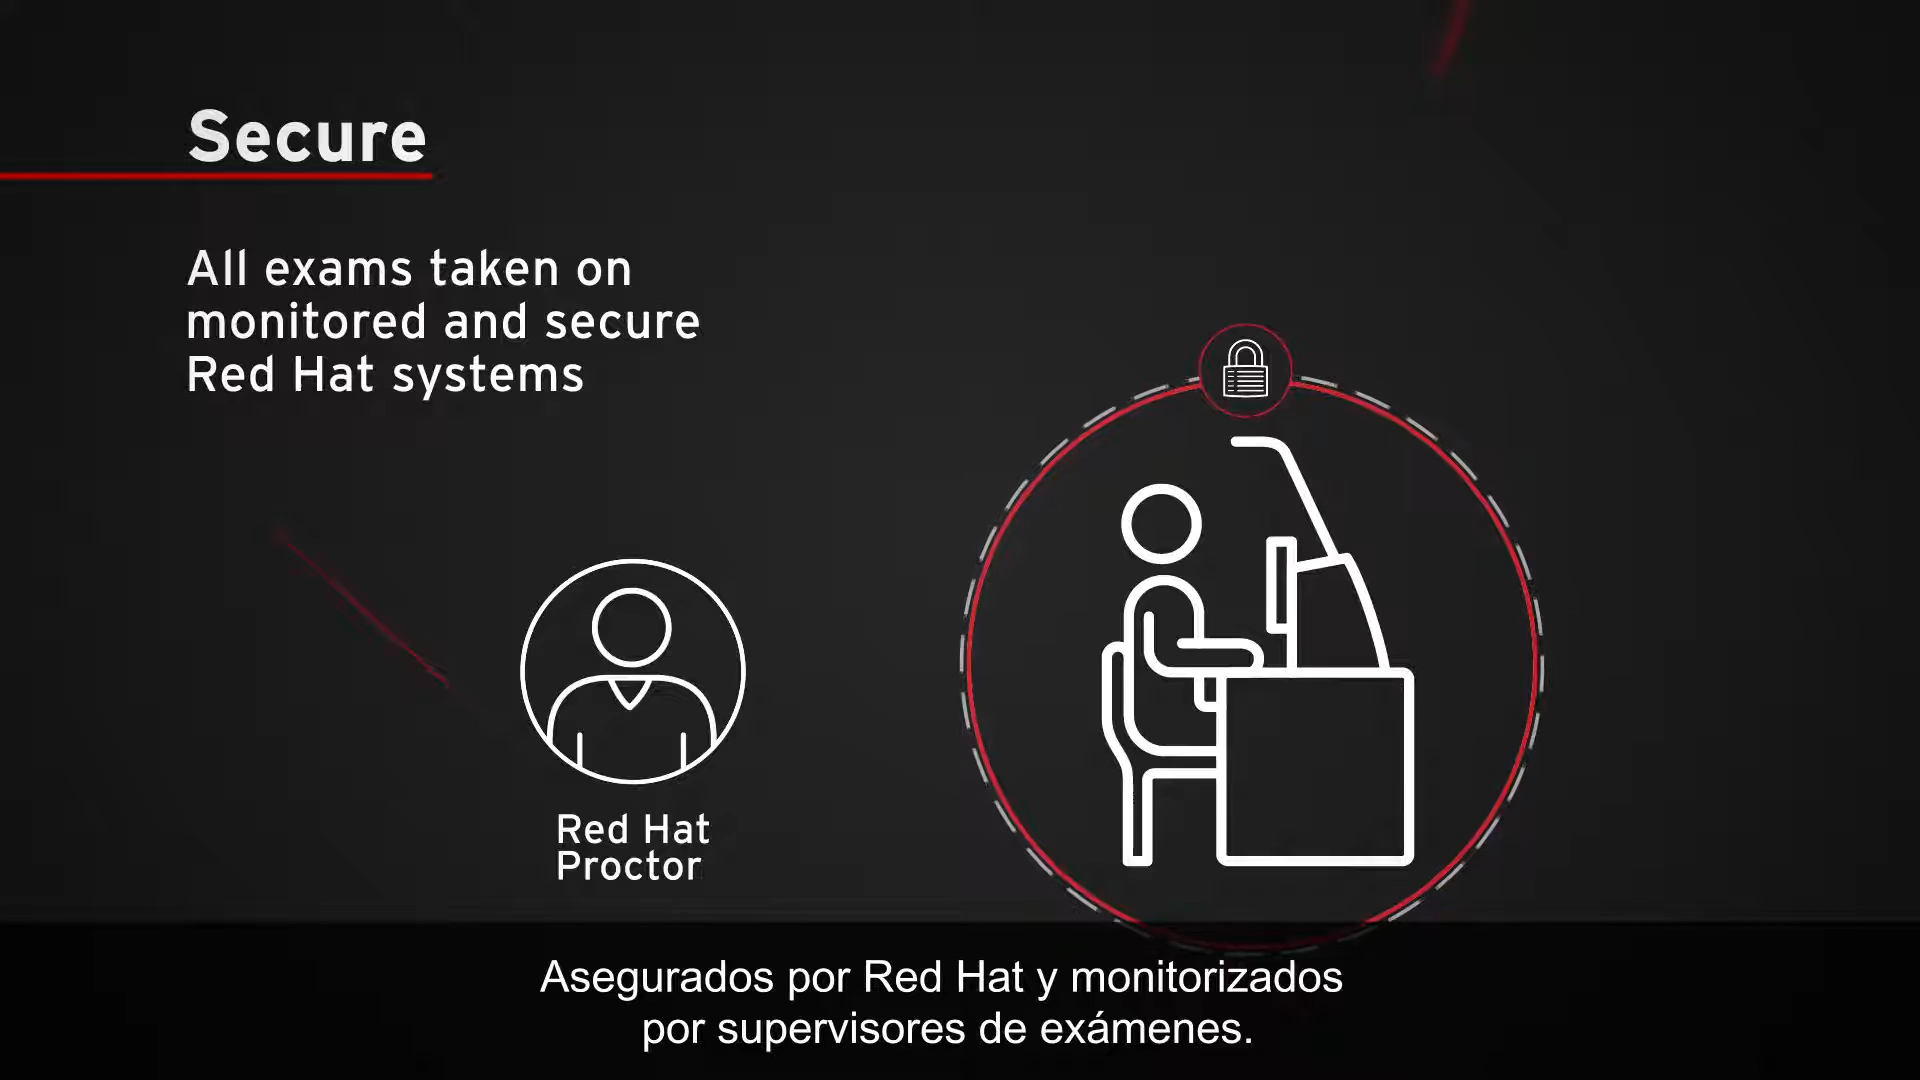 Secure
All exams taken on
monitored and secure
Red Hat systems
Red Hat
Proctor
Asegurados por Red Hat y monitorizados
por supervisores de exámenes.